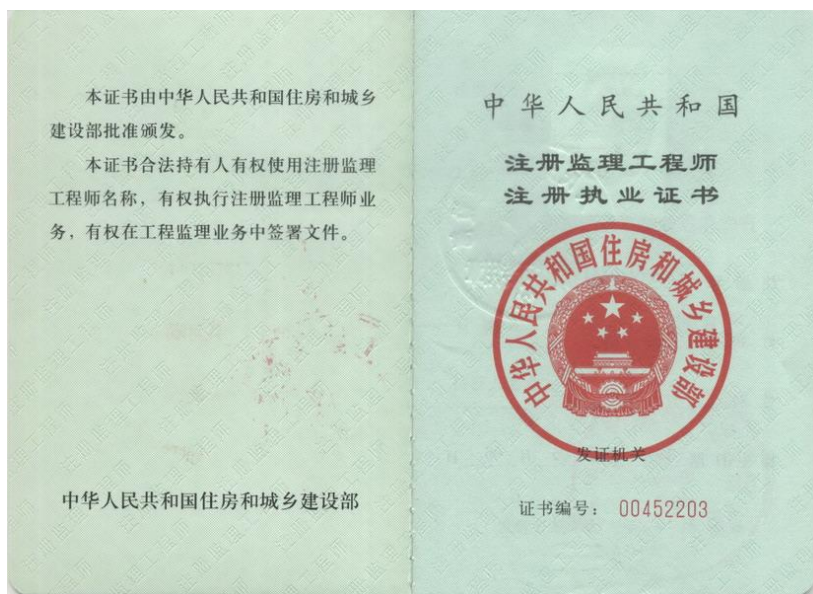 本证书由中华人民共和国住房和城乡
建设部批准颁发。
本证书合法持有人有权使用注册监理
工程师名称，有权执行注册监理工程师业
务，有权在工程监理业务中签署文件。
中华人民共和国住房和城乡建设部
中华人民共和国
注册监理工程师
注册执业证书
中华人民共和国住房和城乡建设部
发证机关
证书编号： 00452203